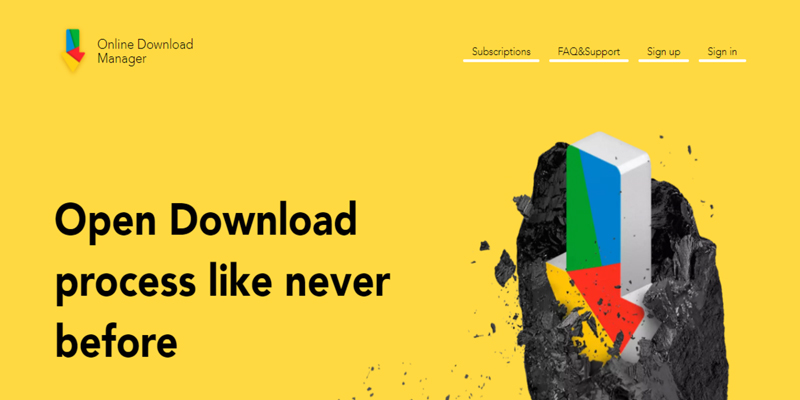 Online Download
Manager
Subscriptions
FAQ&Support
Sign up
Sign in
Open Download
process like never
before